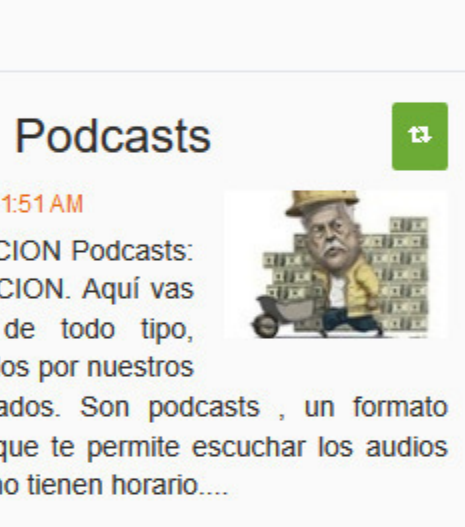 Podcasts
1:51 AM
CION Podcasts:
CION. Aquí vas
de todo tipo,
los por nuestros
ados. Son podcasts , un formato
que te permite escuchar los audios
no tienen horario....